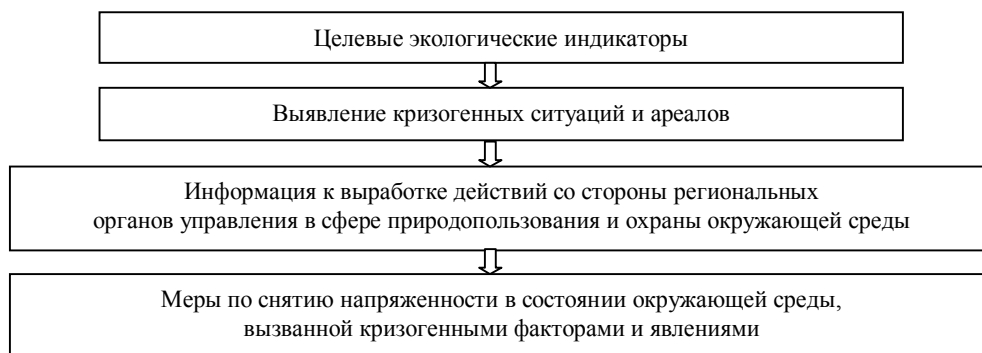 Целевые экологические индикаторы
Выявление кризогенных ситуаций и ареалов
Информация к выработке действий со стороны региональных
органов управления в сфере природопользования и охраны окружающей среды
Меры по снятию напряженности в состоянии окружающей среды,
вызванной кризогенными факторами и явлениями